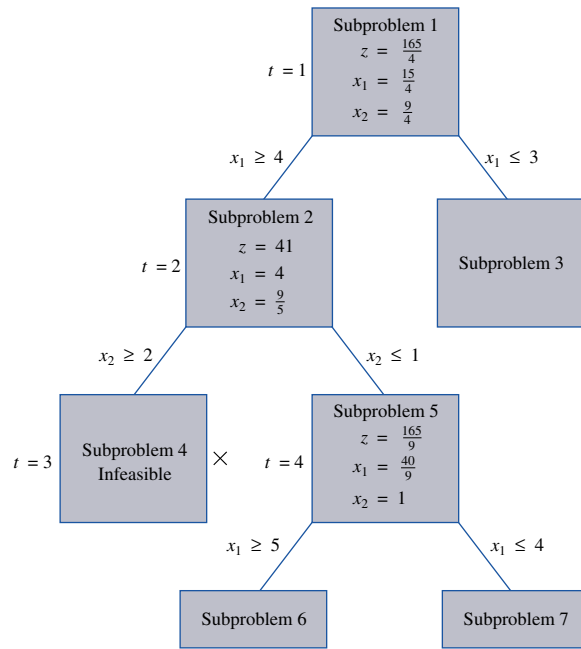 Subproblem 1
z = 165/4
t = 1
x₁ = 15/4
x₂ = 9/4
x₁ ≥ 4
x₁ ≤ 3
Subproblem 2
z = 41
t = 2
x₁ = 4
x₂ = 9/5
Subproblem 3
x₂ ≥ 2
x₂ ≤ 1
Subproblem 4
Infeasible
t = 3
×
Subproblem 5
z = 165/9
t = 4
x₁ = 40/9
x₂ = 1
x₁ ≥ 5
x₁ ≤ 4
Subproblem 6
Subproblem 7